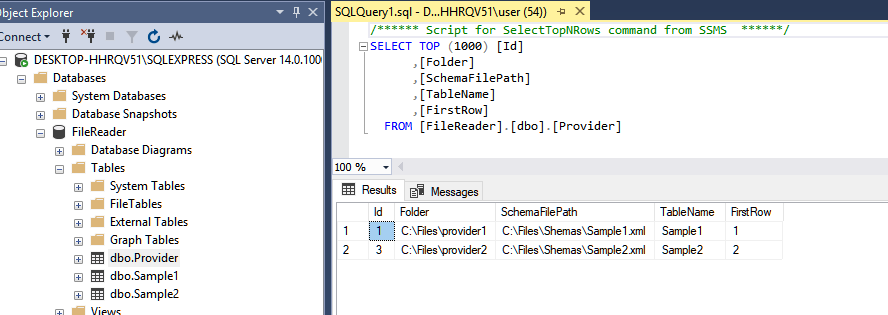 Object Explorer
Connect
DESKTOP-HHRQV51\SQLEXPRESS (SQL Server 14.0.100
Databases
System Databases
Database Snapshots
FileReader
Database Diagrams
Tables
System Tables
FileTables
External Tables
Graph Tables
dbo.Provider
dbo.Sample1
dbo.Sample2
Views
SQLQuery1.sql - D...HHRQV51\user (54))
/****** Script for SelectTopNRows command from SSMS ******/
SELECT TOP (1000) [Id]
,[Folder]
,[SchemaFilePath]
,[TableName]
,[FirstRow]
FROM [FileReader].[dbo].[Provider]
100 %
Results Messages
Id Folder SchemaFilePath TableName FirstRow
1 1 C:\Files\provider1 C:\Files\Shemas\Sample1.xml Sample1 1
2 3 C:\Files\provider2 C:\Files\Shemas\Sample2.xml Sample2 2